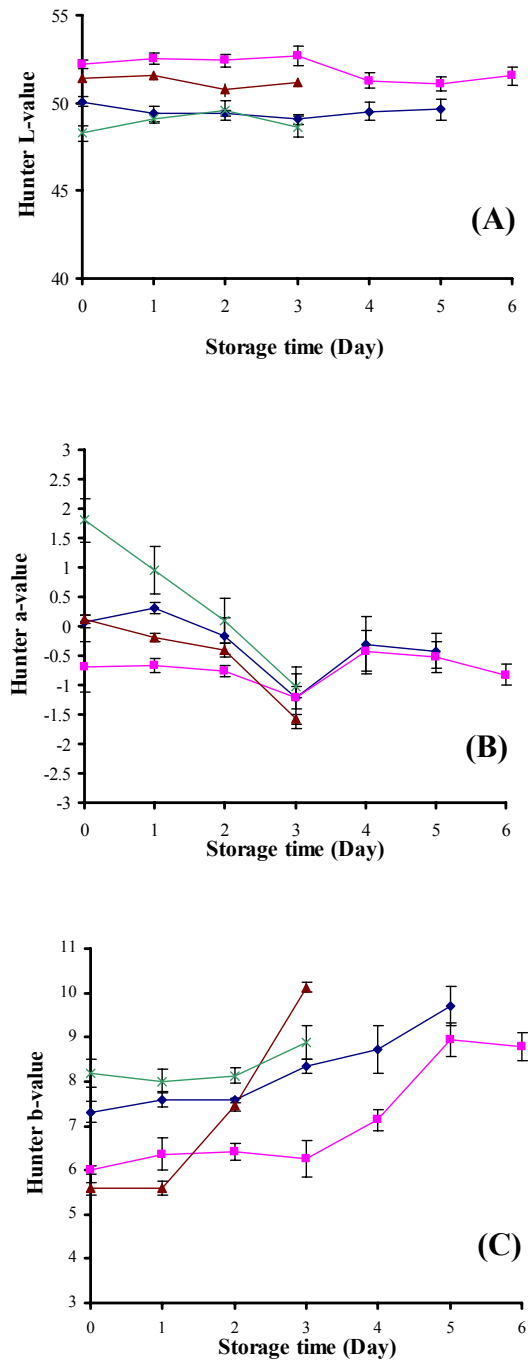 60
55
50
45
40
Hunter L-value
(A)
0 1 2 3 4 5 6
Storage time (Day)
3
2.5
2
1.5
1
0.5
0
-0.5
-1
-1.5
-2
-2.5
-3
Hunter a-value
(B)
0 1 2 3 4 5 6
Storage time (Day)
11
10
9
8
7
6
5
4
3
Hunter b-value
(C)
0 1 2 3 4 5 6
Storage time (Day)